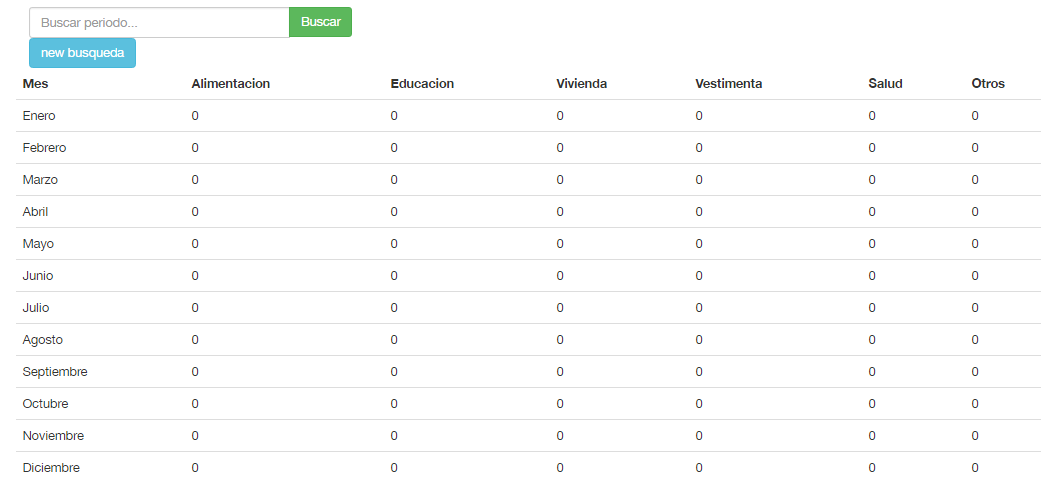 Buscar periodo... Buscar
new busqueda
Mes Alimentacion Educacion Vivienda Vestimenta Salud Otros
Enero 0 0 0 0 0 0
Febrero 0 0 0 0 0 0
Marzo 0 0 0 0 0 0
Abril 0 0 0 0 0 0
Mayo 0 0 0 0 0 0
Junio 0 0 0 0 0 0
Julio 0 0 0 0 0 0
Agosto 0 0 0 0 0 0
Septiembre 0 0 0 0 0 0
Octubre 0 0 0 0 0 0
Noviembre 0 0 0 0 0 0
Diciembre 0 0 0 0 0 0